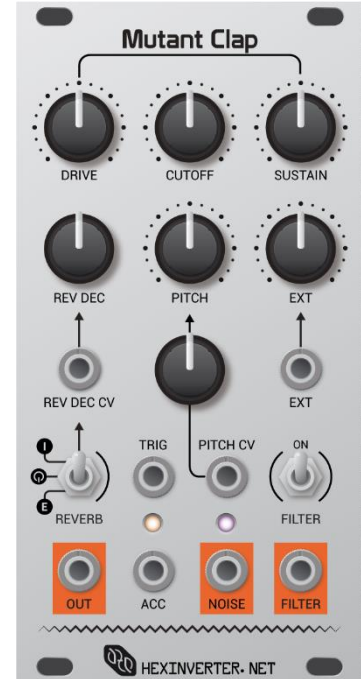 Mutant Clap
DRIVE CUTOFF SUSTAIN
REV DEC PITCH EXT
REV DEC CV EXT
I TRIG PITCH CV ON
E REVERB FILTER
OUT ACC NOISE FILTER
HEXINVERTER.NET